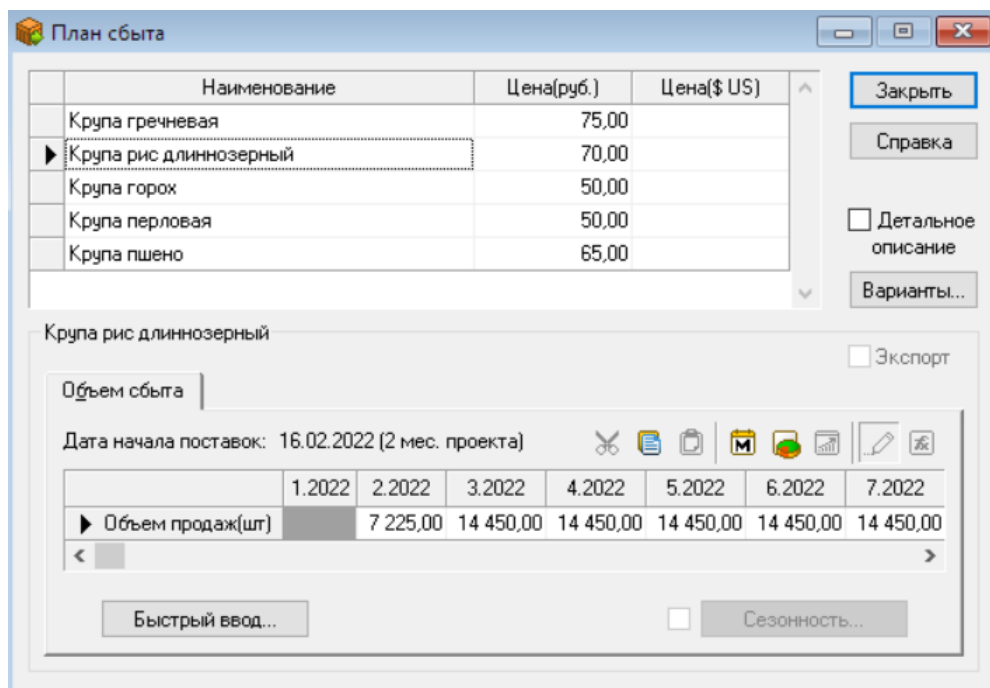 План сбыта
Наименование Цена(руб.) Цена($ US)
Крупа гречневая 75,00
Крупа рис длиннозерный 70,00
Крупа горох 50,00
Крупа перловая 50,00
Крупа пшено 65,00
Закрыть
Справка
Детальное
описание
Варианты...
Крупа рис длиннозерный
Экспорт
Объем сбыта
Дата начала поставок: 16.02.2022 (2 мес. проекта)
1.2022 2.2022 3.2022 4.2022 5.2022 6.2022 7.2022
Объем продаж(шт) 7 225,00 14 450,00 14 450,00 14 450,00 14 450,00 14 450,00
Быстрый ввод... Сезонность...